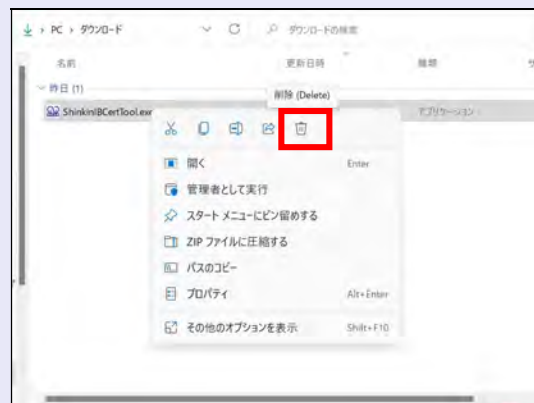 PC › ダウンロード
ダウンロードの検索
名前 更新日時 種類 サ
昨日 (1)
削除 (Delete)
ShinkinIBCertTool.exe
アプリケーション
開く Enter
管理者として実行
スタート メニューにピン留めする
ZIP ファイルに圧縮する
パスのコピー
プロパティ Alt+Enter
その他のオプションを表示 Shift+F10